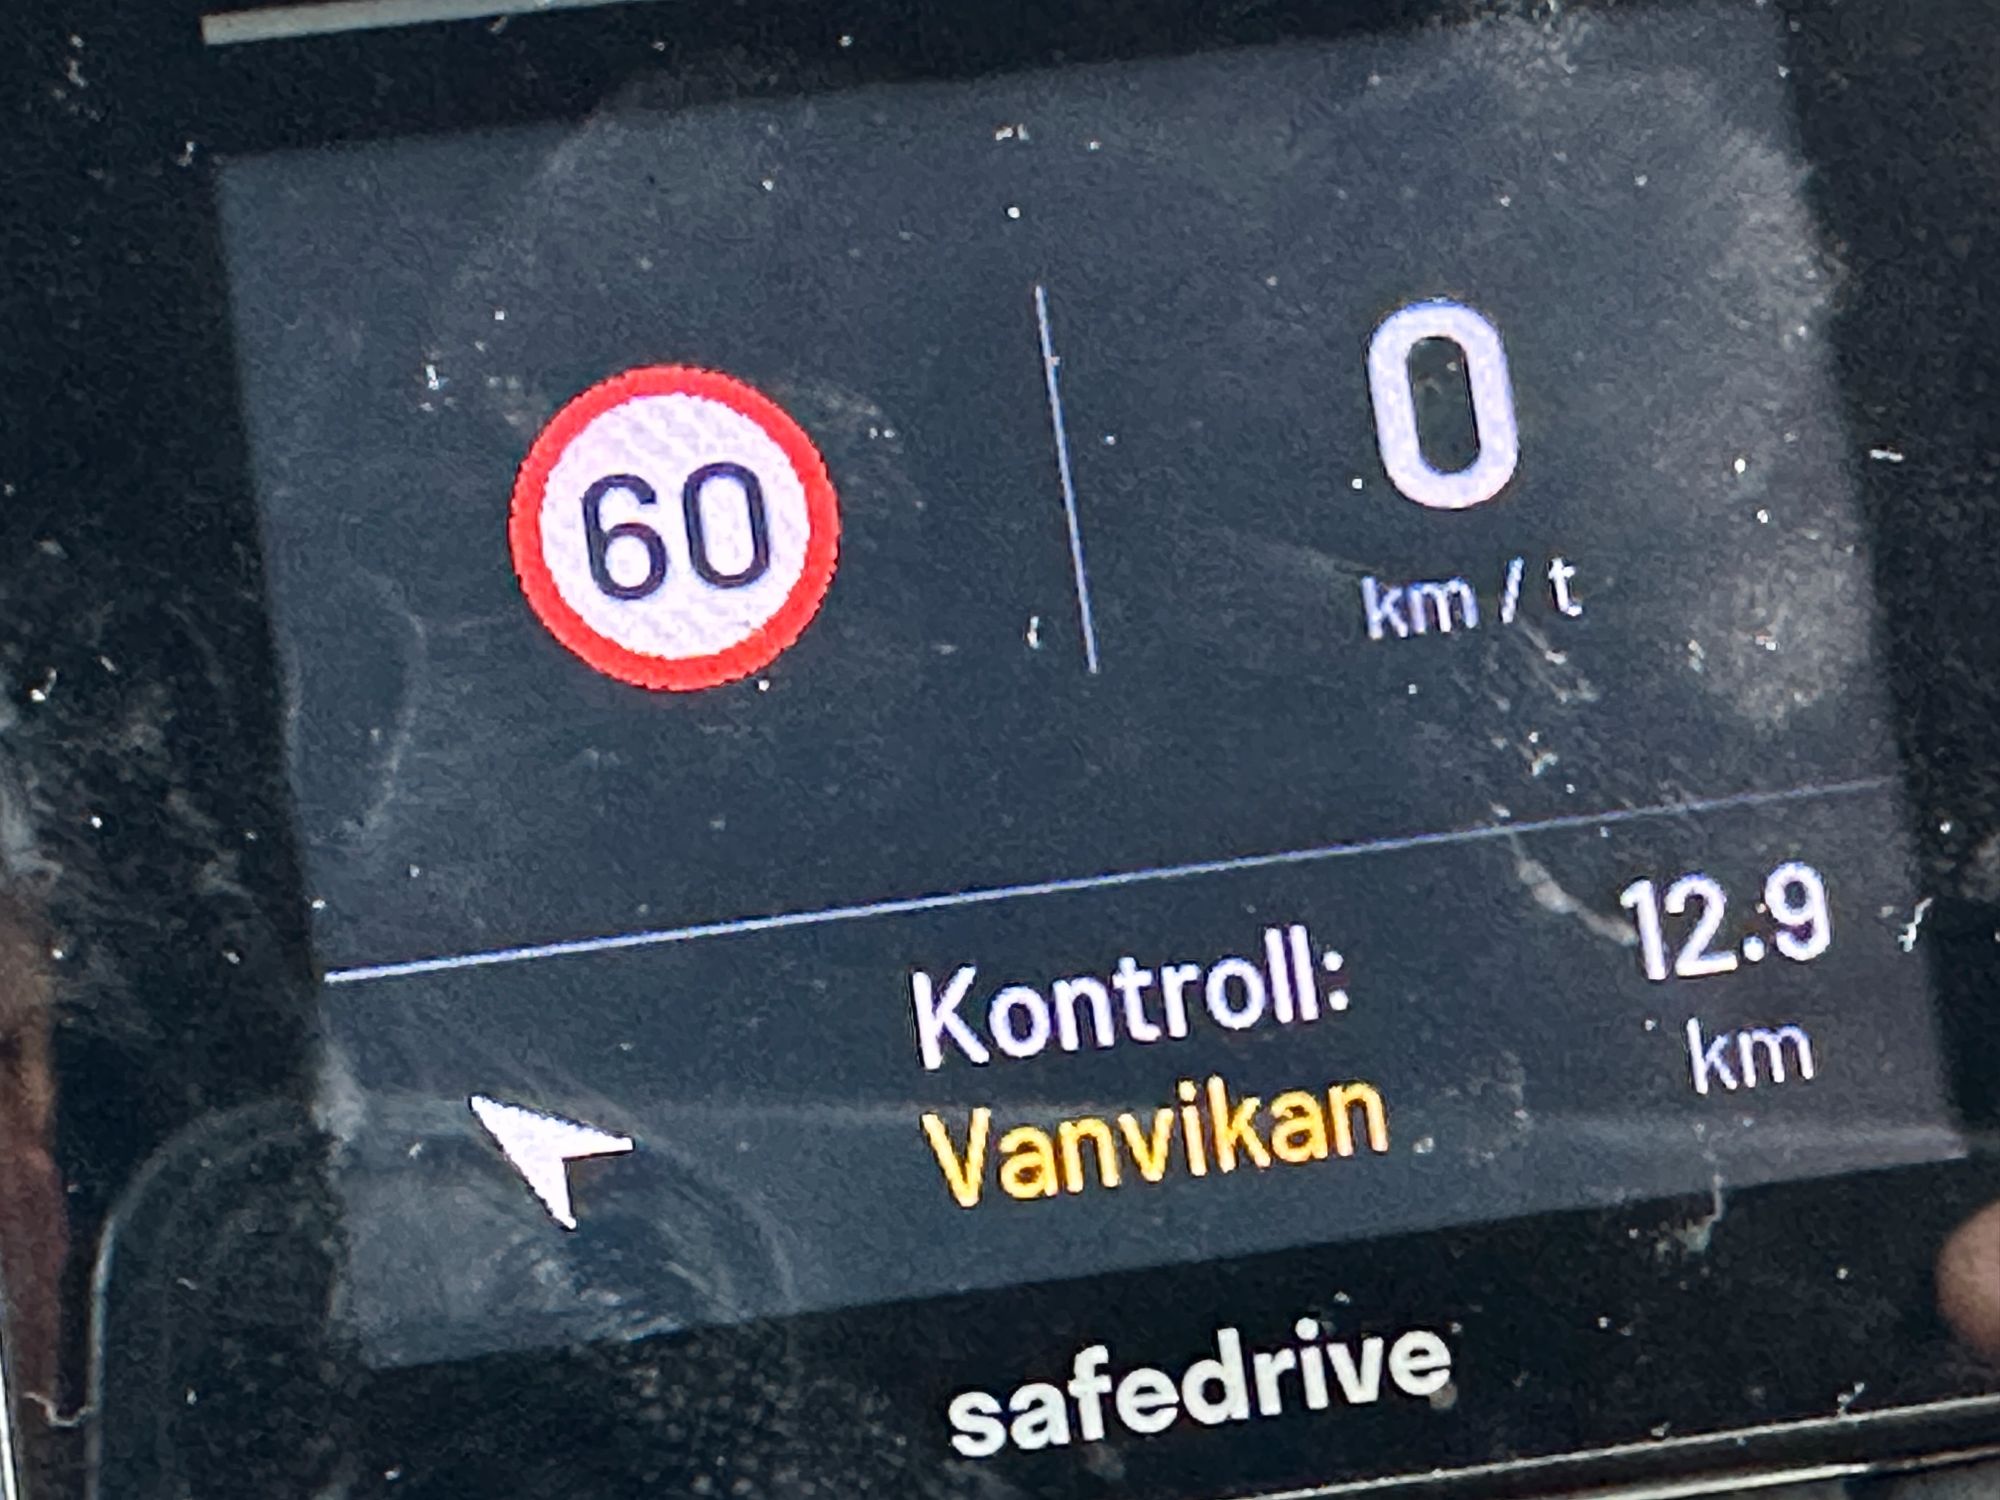 60
0
km / t
Kontroll:
Vanvikan
12.9
km
safedrive